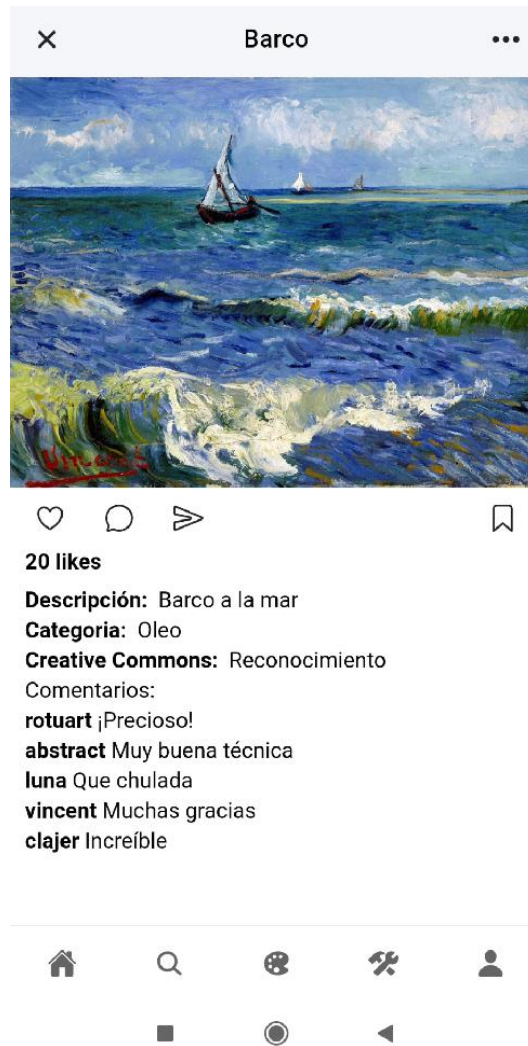 Barco
Vincent
20 likes
Descripción: Barco a la mar
Categoria: Oleo
Creative Commons: Reconocimiento
Comentarios:
rotuart ¡Precioso!
abstract Muy buena técnica
luna Que chulada
vincent Muchas gracias
clajer Increíble